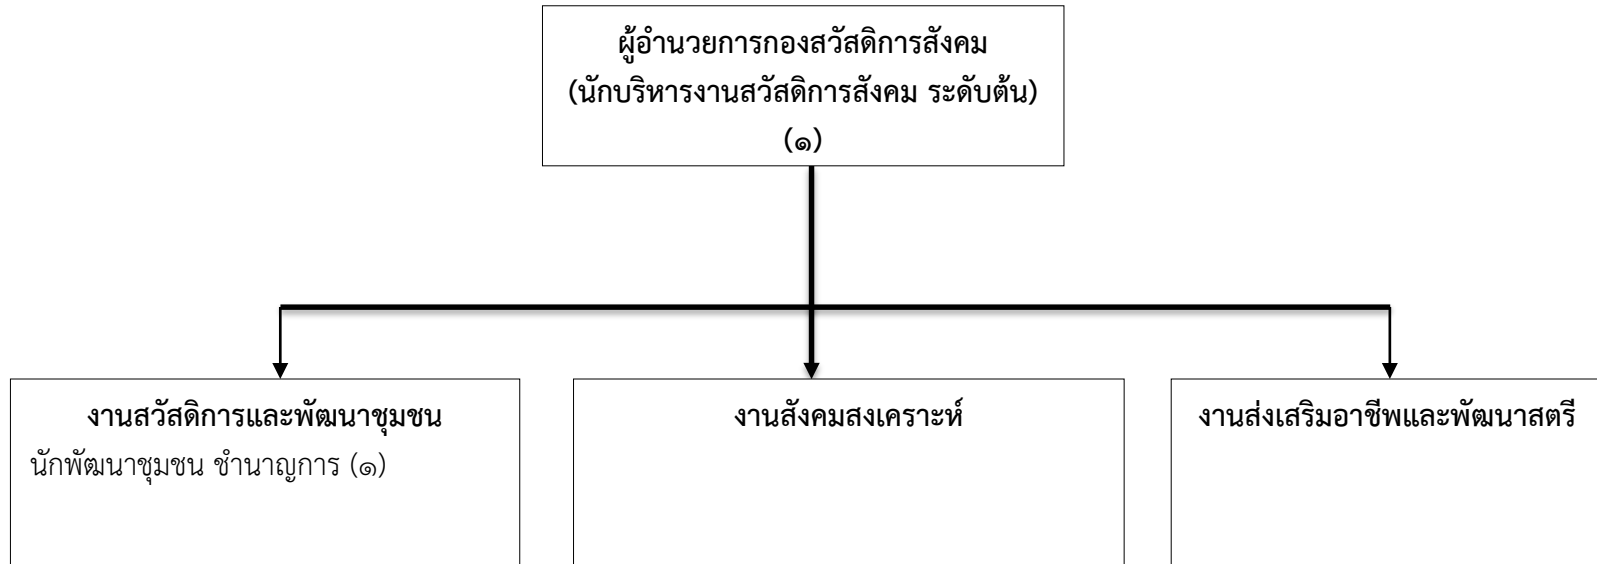 ผู้อำนวยการกองสวัสดิการสังคม
(นักบริหารงานสวัสดิการสังคม ระดับต้น)
(๑)
งานสวัสดิการและพัฒนาชุมชน
นักพัฒนาชุมชน ชำนาญการ (๑)
งานสังคมสงเคราะห์
งานส่งเสริมอาชีพและพัฒนาสตรี